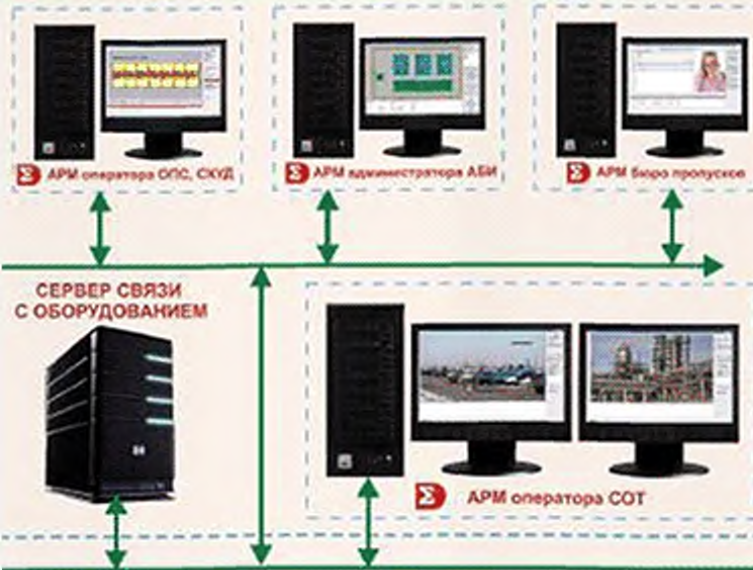 АРМ оператора ОПС, СКУД
АРМ администратора АБИ
АРМ бюро пропусков
СЕРВЕР СВЯЗИ
С ОБОРУДОВАНИЕМ
АРМ оператора СОТ